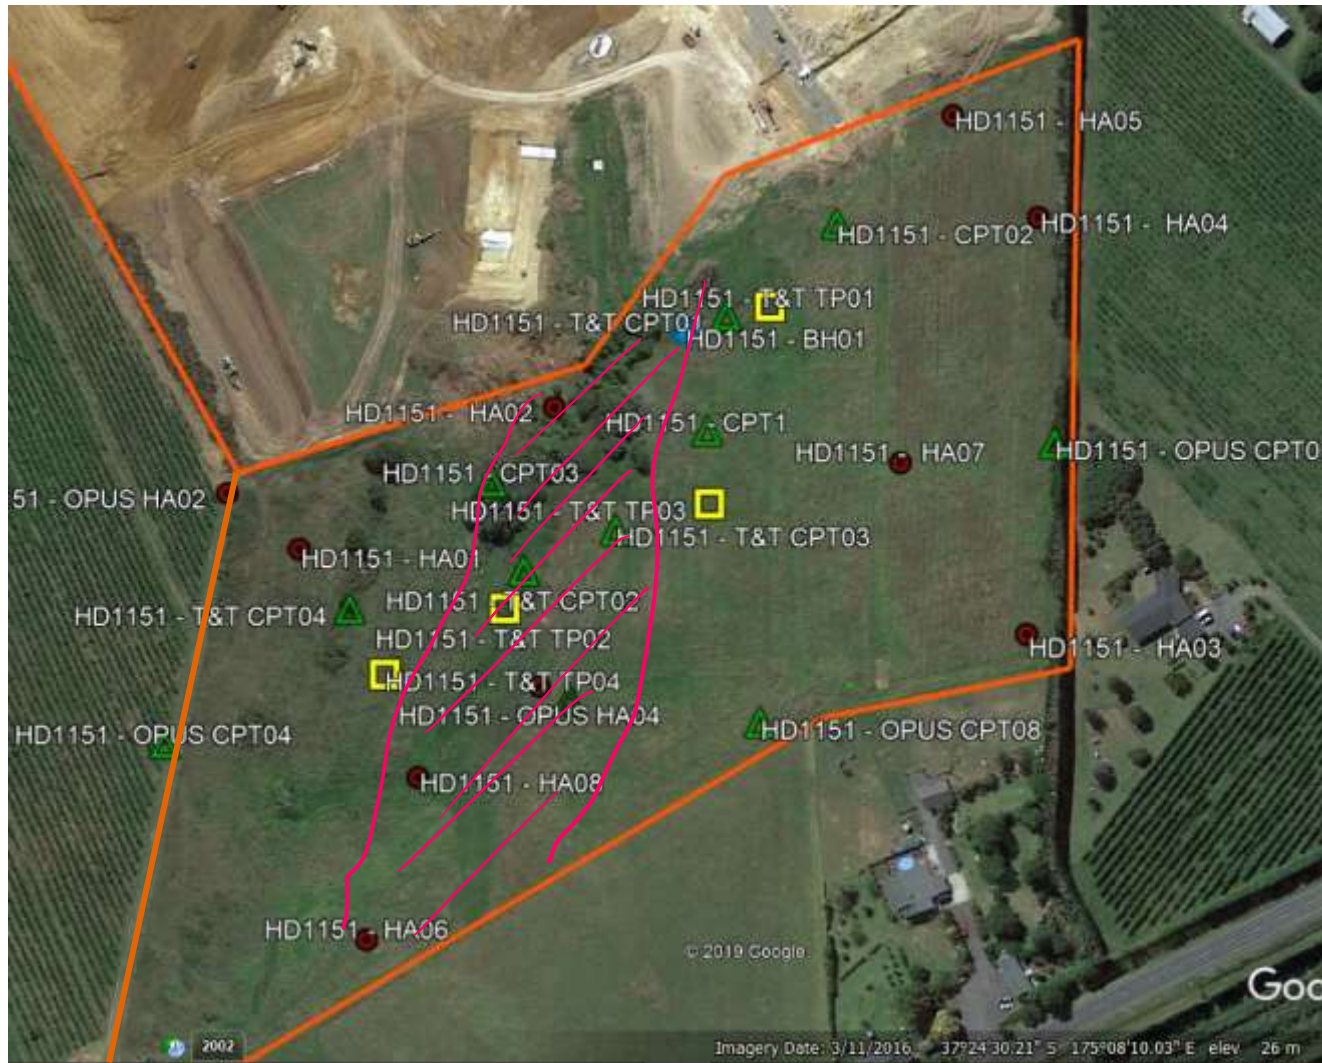 HD1151 - HA05
HD1151 - HA04
HD1151 - CPT02
HD1151 - T&T TP01
HD1151 - T&T CPT01
HD1151 - BH01
HD1151 - HA02
HD1151 - CPT1
HD1151 - HA07
HD1151 - OPUS CPT0
HD1151 - CPT03
51 - OPUS HA02
HD1151 - T&T TP03
HD1151 - T&T CPT03
HD1151 - HA01
HD1151 - T&T CPT02
HD1151 - T&T CPT04
HD1151 - T&T TP02
HD1151 - HA03
HD1151 - T&T TP04
HD1151 - OPUS HA04
HD1151 - OPUS CPT04
HD1151 - OPUS CPT08
HD1151 - HA08
HD1151 - HA06
© 2019 Google
Goo
2002
Imagery Date: 3/11/2016 37°24'30.21" S 175°08'10.03" E elev 26 m